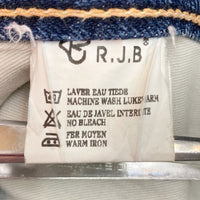 R.J.B®
LAVER EAU TIEDE
MACHINE WASH LUKEWARM
EAU DE JAVEL INTERDITE
NO BLEACH
FER MOYEN
WARM IRON